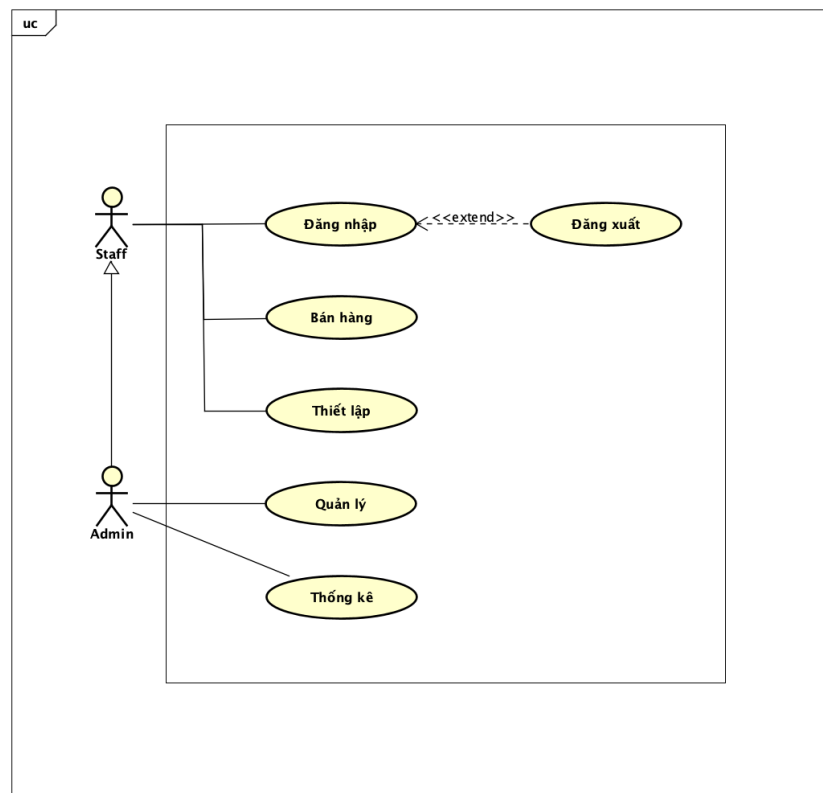 uc
Staff
Đăng nhập
<<extend>>
Đăng xuất
Bán hàng
Thiết lập
Admin
Quản lý
Thống kê